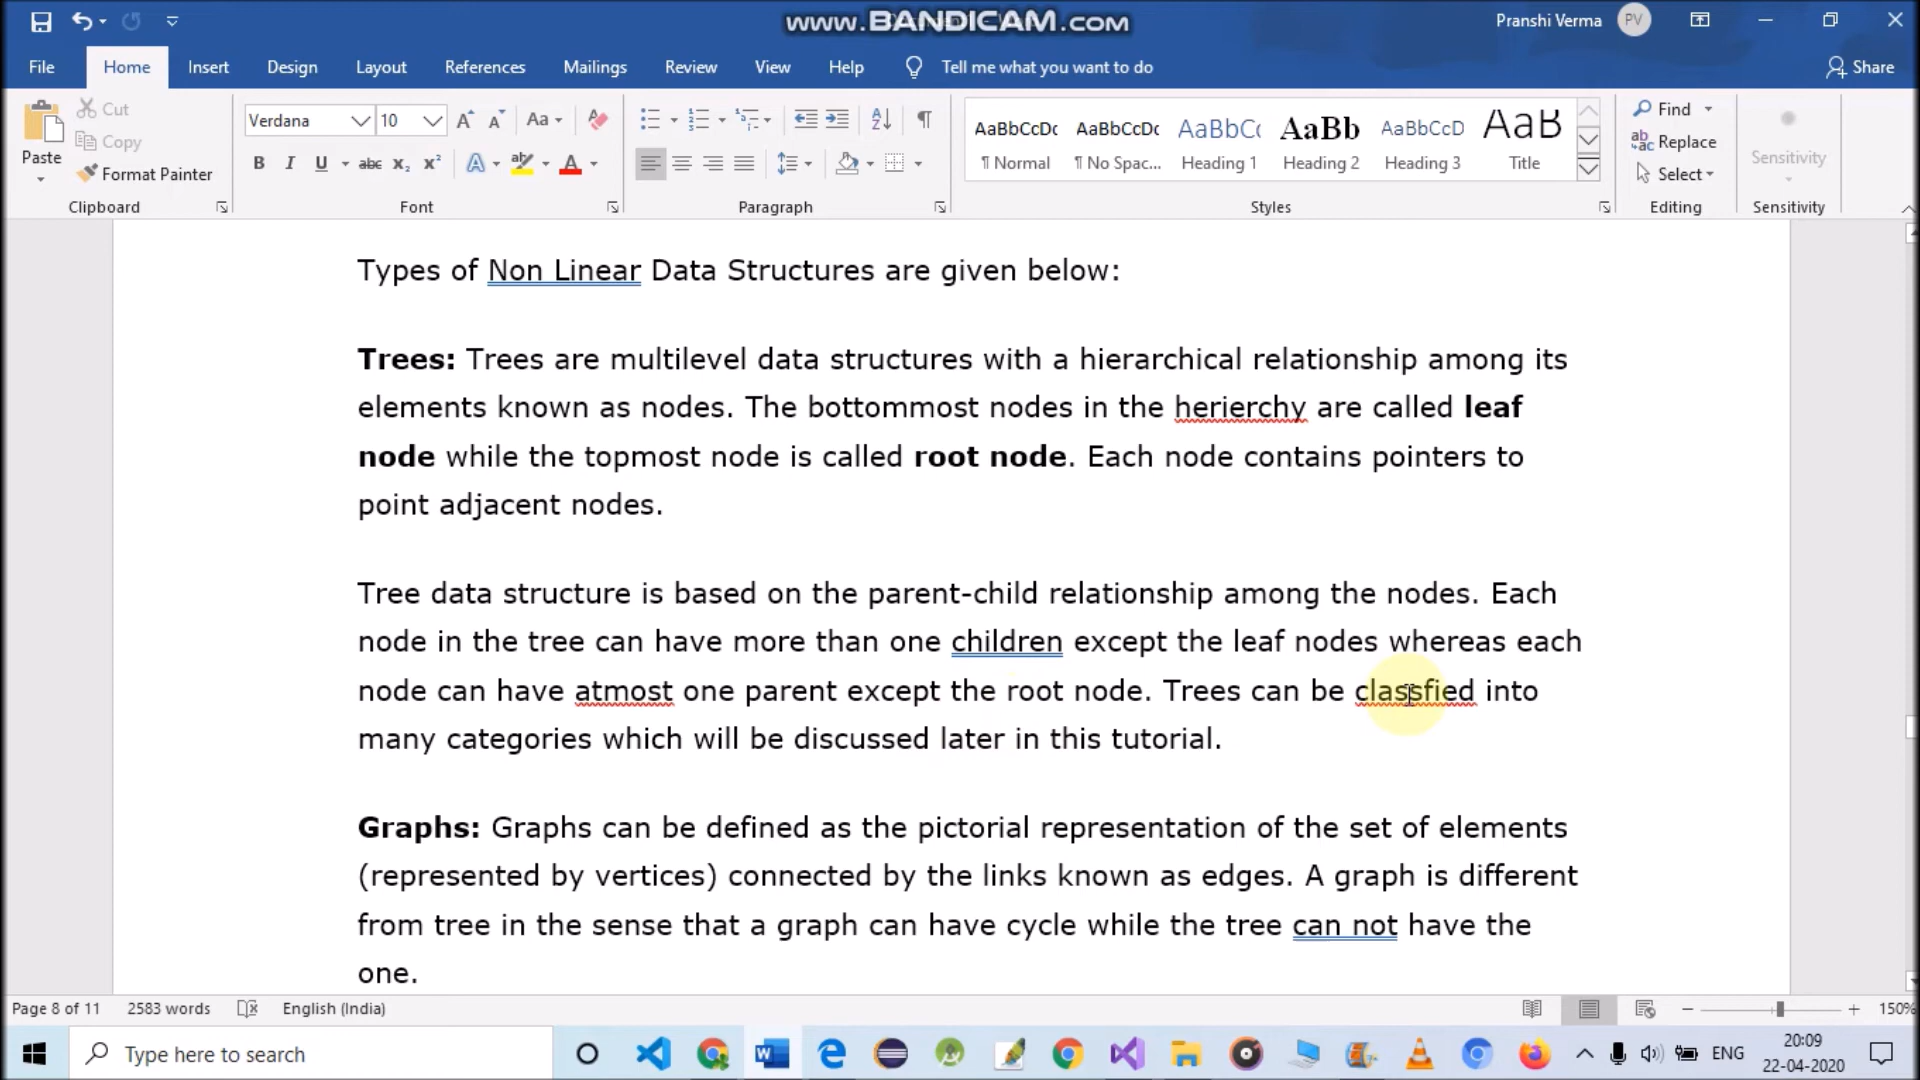 www.BANDICAM.com
Pranshi Verma PV
File Home Insert Design Layout References Mailings Review View Help Tell me what you want to do Share
Paste Cut Copy Format Painter
Clipboard
Verdana 10 Aa
B I U abc x₂ x² A A
Font
Paragraph
AaBbCcDc AaBbCcDc AaBbCc AaBb AaBbCcD AaB
¶ Normal ¶ No Spac... Heading 1 Heading 2 Heading 3 Title
Styles
Find
Replace
Select
Editing
Sensitivity
Sensitivity
Types of Non Linear Data Structures are given below:
Trees: Trees are multilevel data structures with a hierarchical relationship among its
elements known as nodes. The bottommost nodes in the herierchy are called leaf
node while the topmost node is called root node. Each node contains pointers to
point adjacent nodes.
Tree data structure is based on the parent-child relationship among the nodes. Each
node in the tree can have more than one children except the leaf nodes whereas each
node can have atmost one parent except the root node. Trees can be classfied into
many categories which will be discussed later in this tutorial.
Graphs: Graphs can be defined as the pictorial representation of the set of elements
(represented by vertices) connected by the links known as edges. A graph is different
from tree in the sense that a graph can have cycle while the tree can not have the
one.
Page 8 of 11 2583 words English (India) 150%
Type here to search
ENG
20:09
22-04-2020